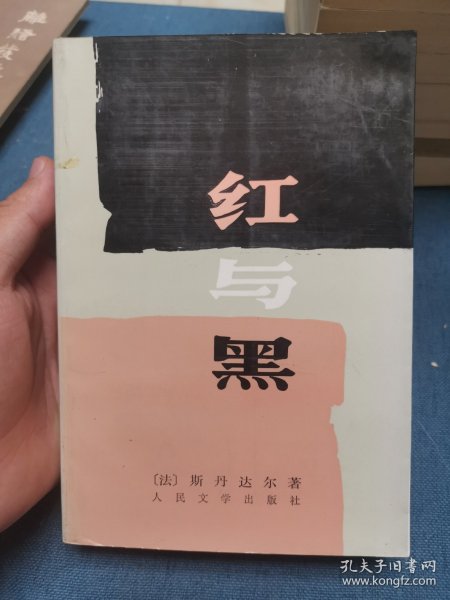 红
与
黑
〔法〕斯丹达尔著
人民文学出版社
孔夫子旧书网
www.kongfz.com